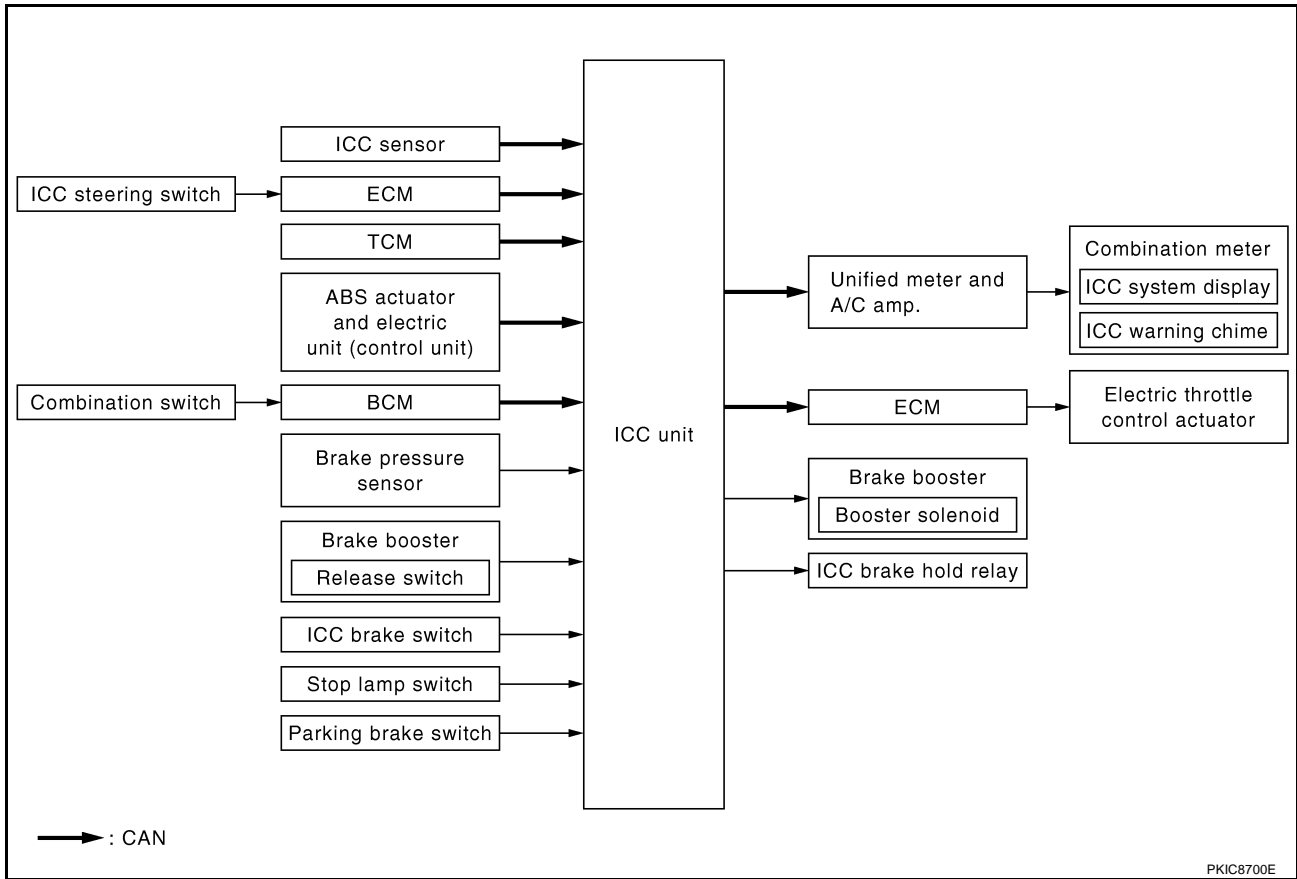 ICC sensor
ICC steering switch
ECM
TCM
ABS actuator
and electric
unit (control unit)
Combination switch
BCM
Brake pressure
sensor
Brake booster
Release switch
ICC brake switch
Stop lamp switch
Parking brake switch
ICC unit
Unified meter and
A/C amp.
Combination meter
ICC system display
ICC warning chime
ECM
Electric throttle
control actuator
Brake booster
Booster solenoid
ICC brake hold relay
: CAN
PKIC8700E